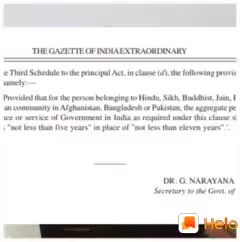 THE GAZETTE OF INDIA EXTRAORDINARY
e Third Schedule to the principal Act, in clause (d), the following provis
namely:—
Provided that for the person belonging to Hindu, Sikh, Buddhist, Jain,
an community in Afghanistan, Bangladesh or Pakistan, the aggregate pe
nce or service of Government in India as required under this clause s
s "not less than five years" in place of "not less than eleven years".'.
DR. G. NARAYANA
Secretary to the Govt. of
Helo